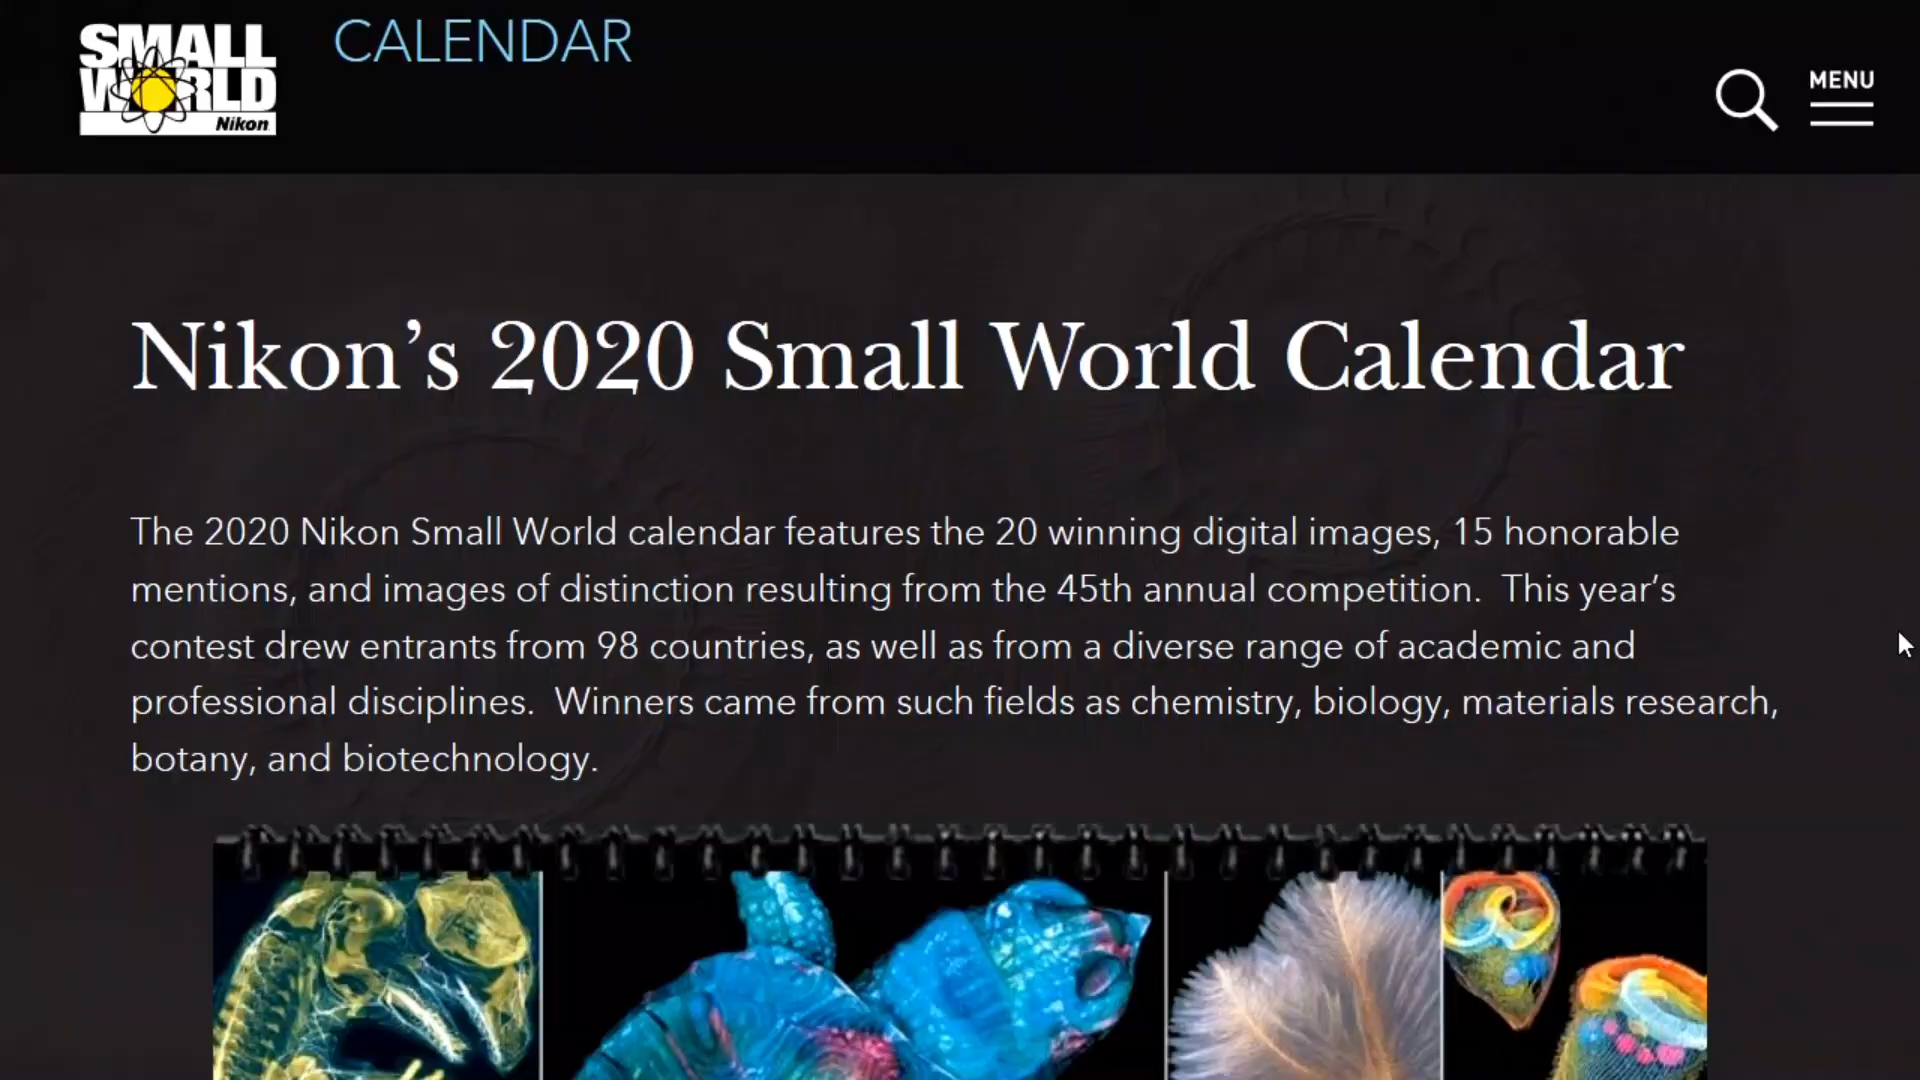 SMALL
WORLD
Nikon
CALENDAR
MENU
Nikon’s 2020 Small World Calendar
The 2020 Nikon Small World calendar features the 20 winning digital images, 15 honorable
mentions, and images of distinction resulting from the 45th annual competition.  This year’s
contest drew entrants from 98 countries, as well as from a diverse range of academic and
professional disciplines.  Winners came from such fields as chemistry, biology, materials research,
botany, and biotechnology.